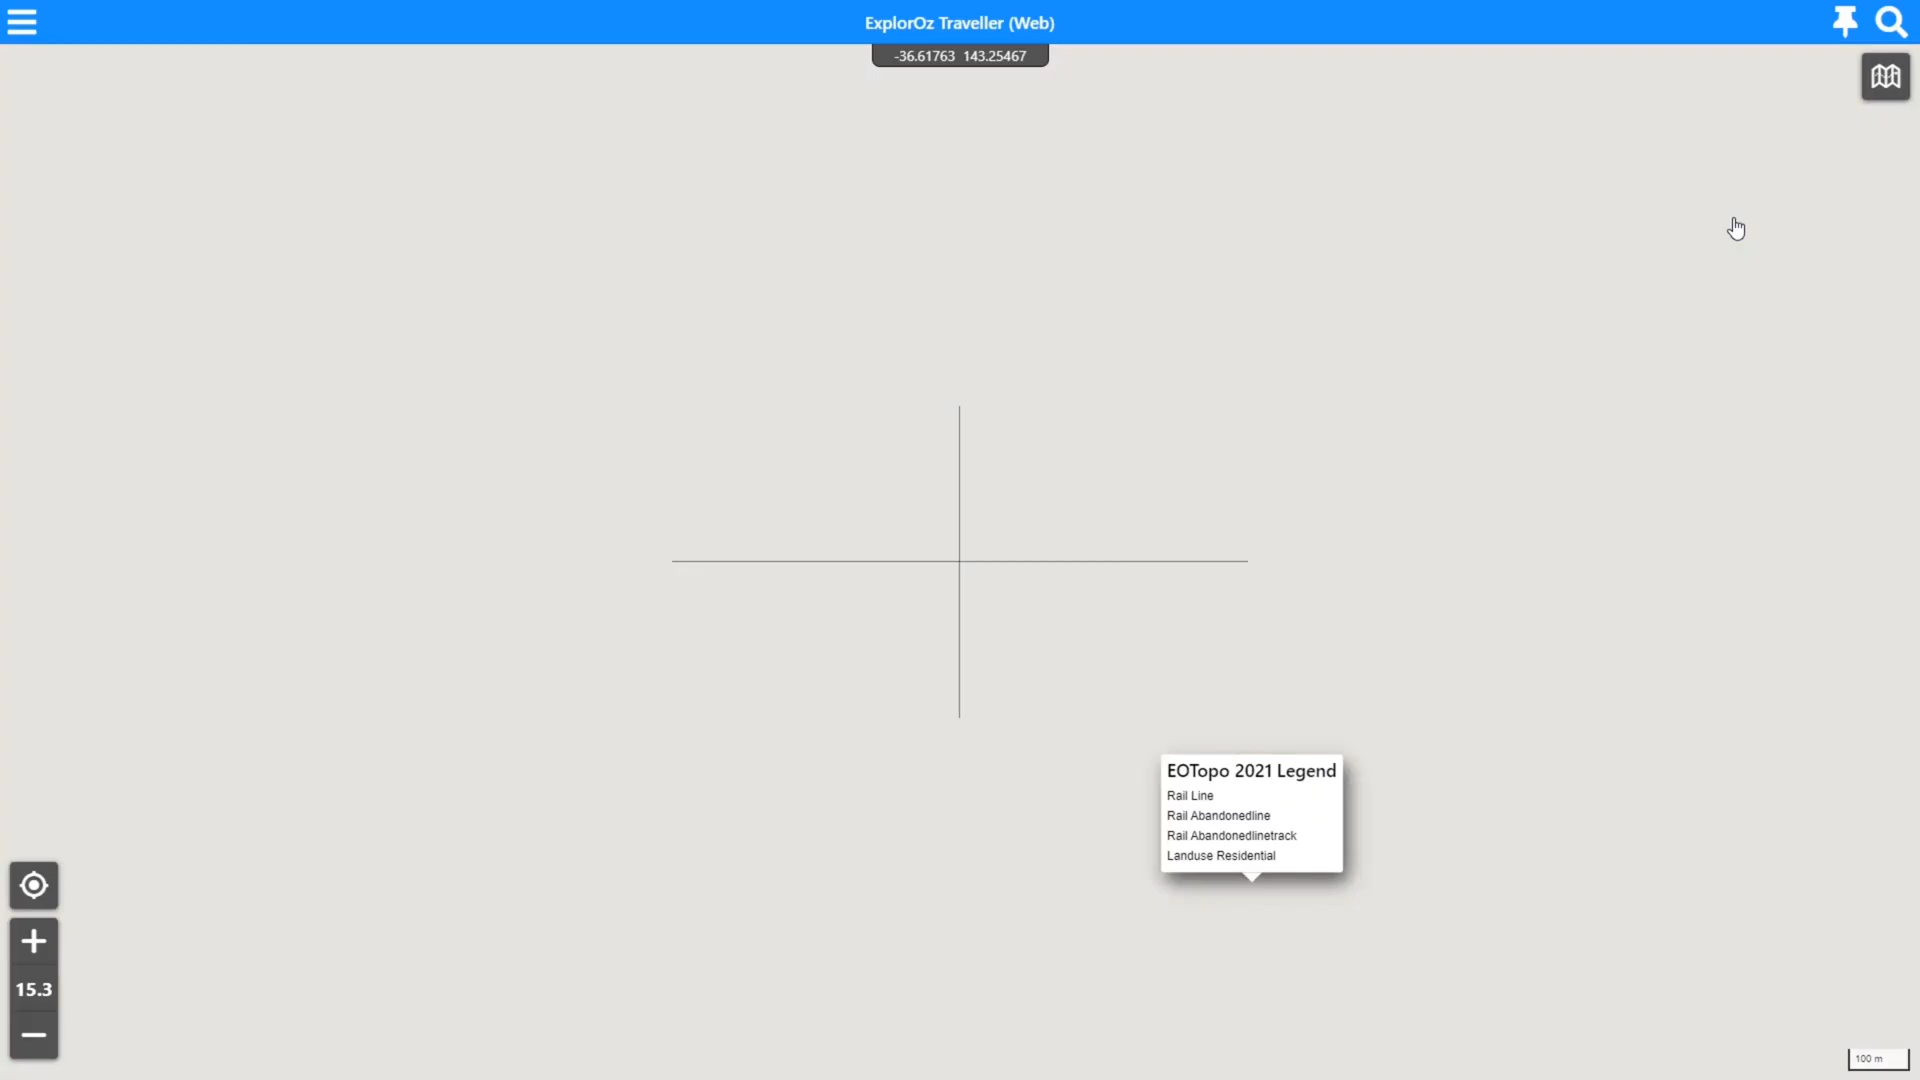 ExplorOz Traveller (Web)
-36.61763 143.25467
EOTopo 2021 Legend
Rail Line
Rail Abandonedline
Rail Abandonedlinetrack
Landuse Residential
15.3
100 m